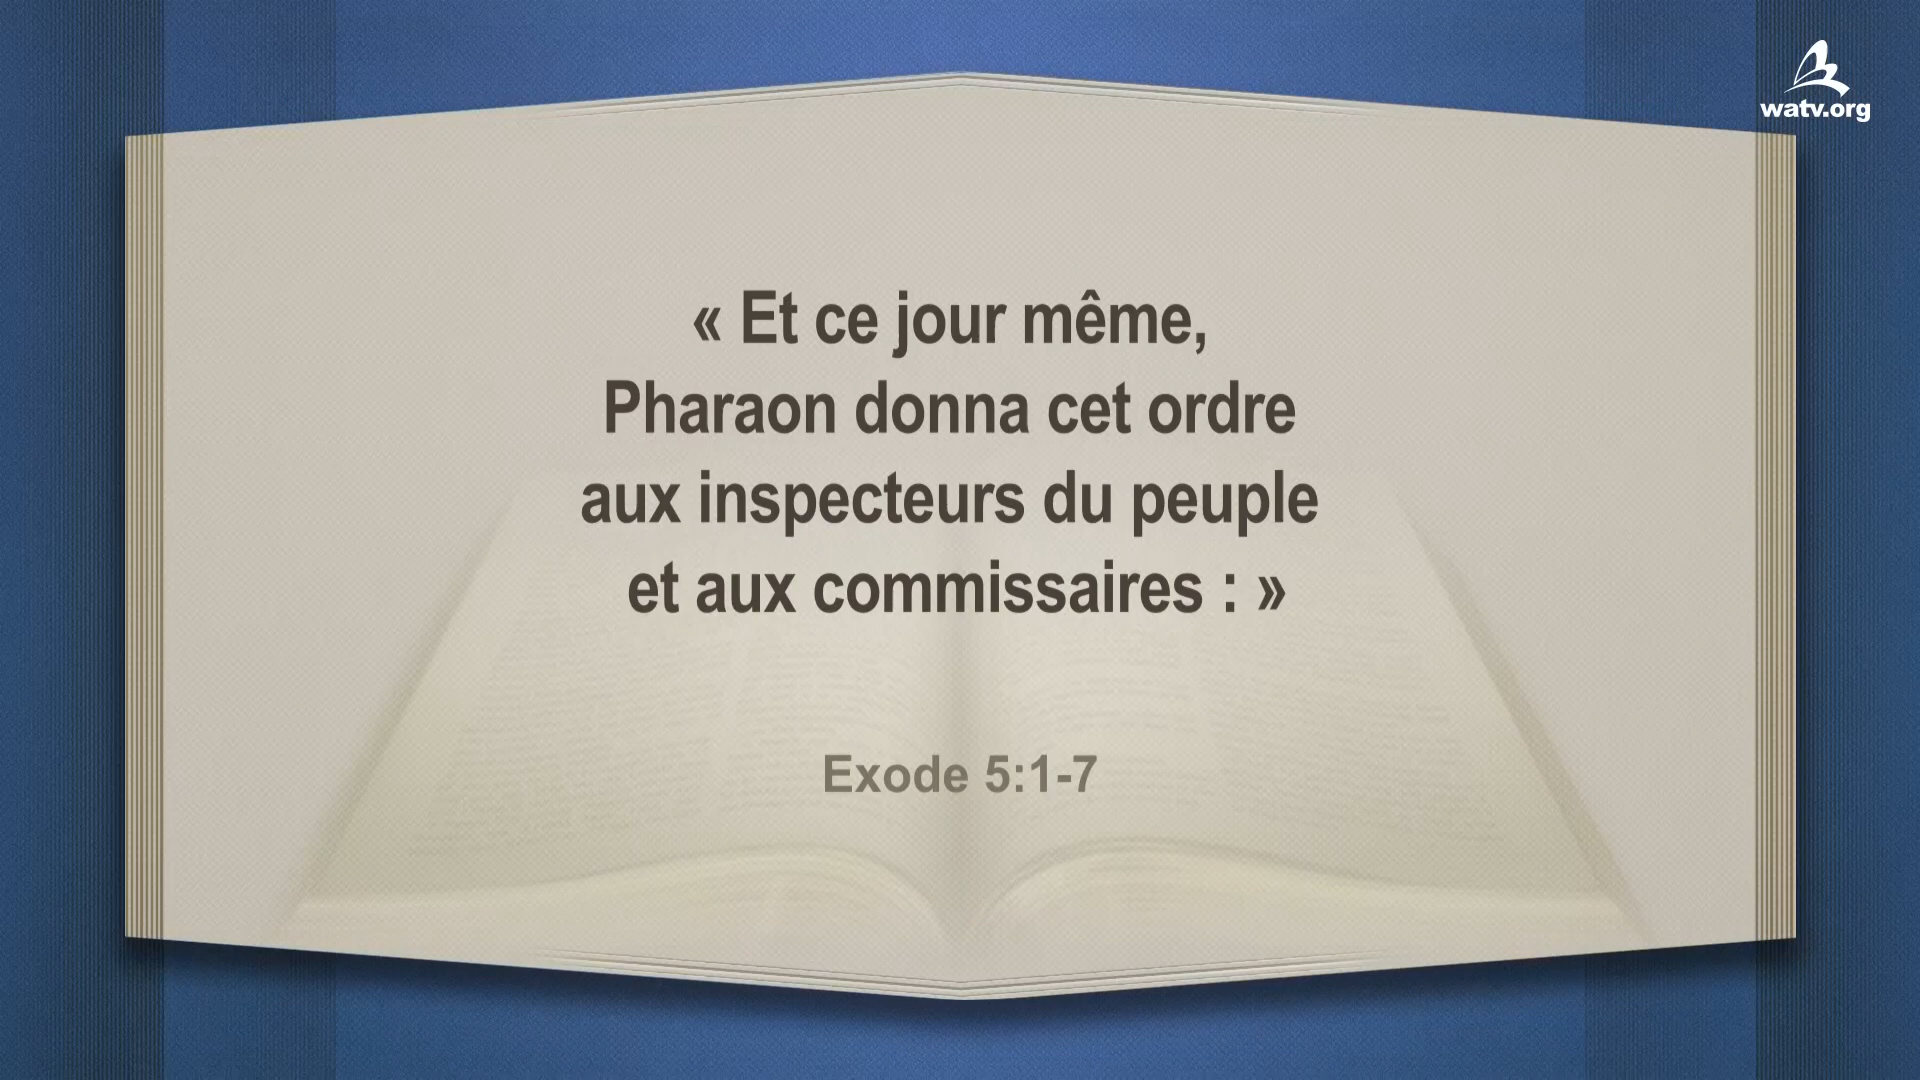 watv.org
« Et ce jour même,
Pharaon donna cet ordre
aux inspecteurs du peuple
et aux commissaires : »
Exode 5:1-7